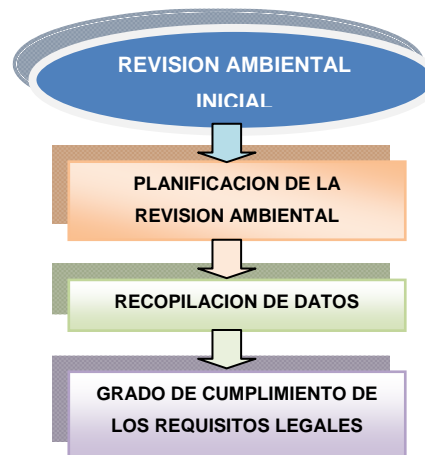 REVISION AMBIENTAL
INICIAL
PLANIFICACION DE LA
REVISION AMBIENTAL
RECOPILACION DE DATOS
GRADO DE CUMPLIMIENTO DE
LOS REQUISITOS LEGALES